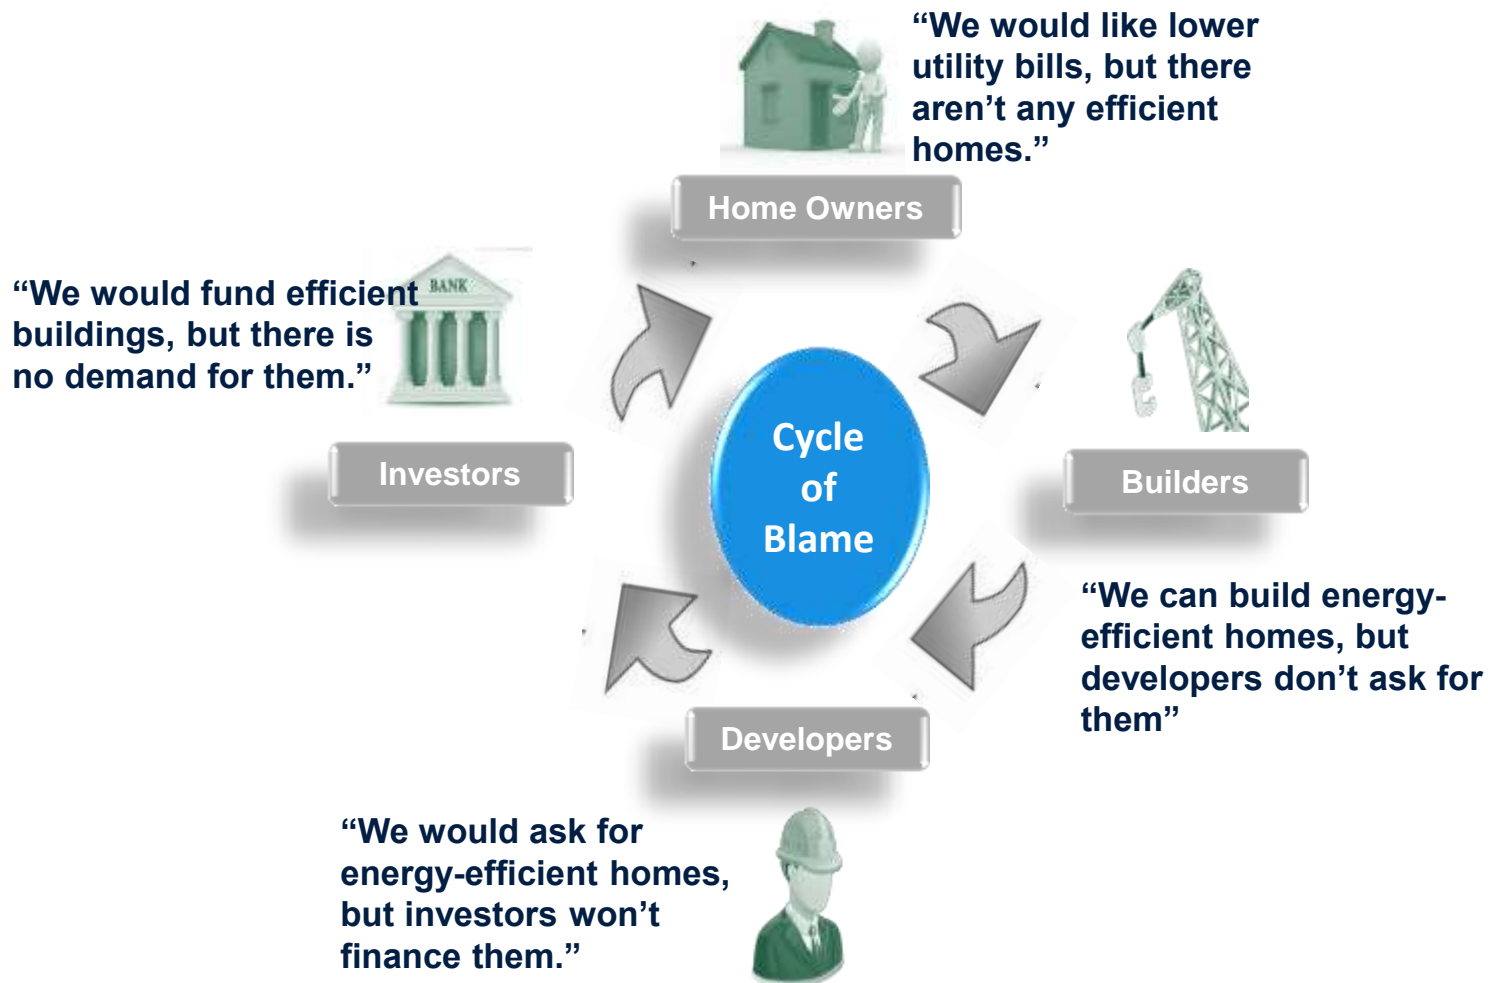 “We would like lower
utility bills, but there
aren’t any efficient
homes.”
Home Owners
“We would fund efficient
buildings, but there is
no demand for them.”
BANK
Investors
Cycle
of
Blame
Builders
“We can build energy-
efficient homes, but
developers don’t ask for
them”
Developers
“We would ask for
energy-efficient homes,
but investors won’t
finance them.”